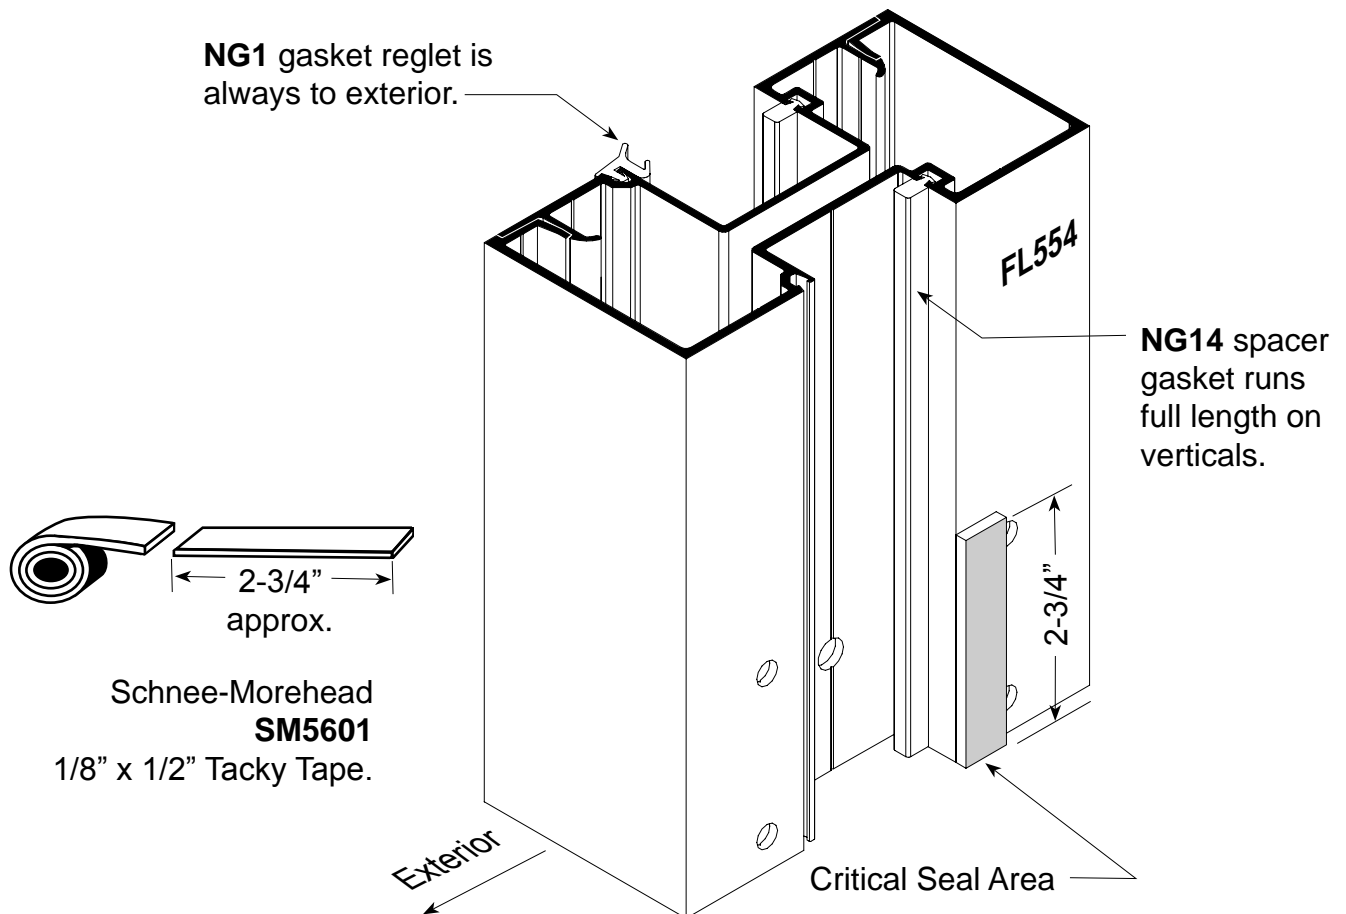 NG1 gasket reglet is
always to exterior.
FL554
NG14 spacer
gasket runs
full length on
verticals.
2-3/4”
2-3/4”
approx.
Schnee-Morehead
SM5601
1/8” x 1/2” Tacky Tape.
Exterior
Critical Seal Area